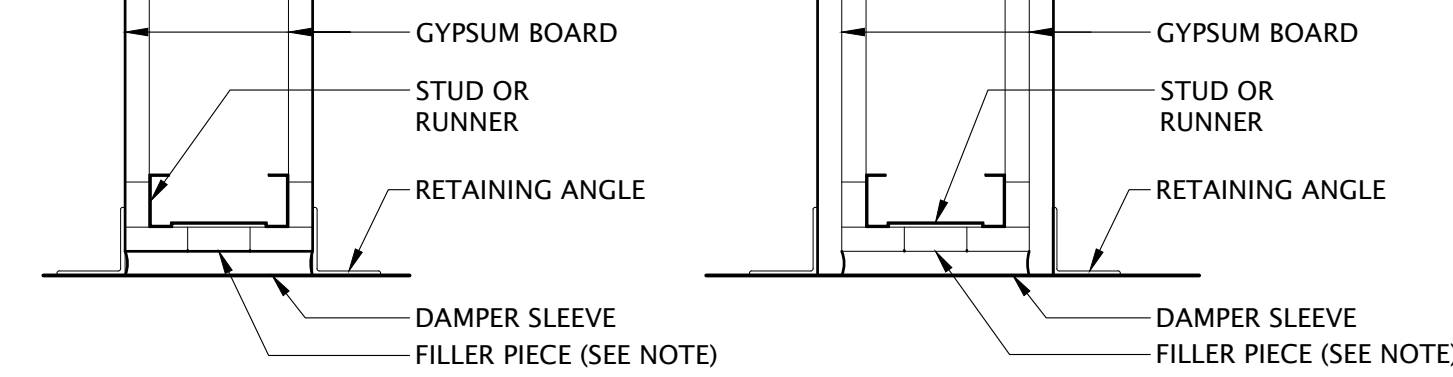 GYPSUM BOARD
STUD OR
RUNNER
RETAINING ANGLE
DAMPER SLEEVE
FILLER PIECE (SEE NOTE)
GYPSUM BOARD
STUD OR
RUNNER
RETAINING ANGLE
DAMPER SLEEVE
FILLER PIECE (SEE NOTE)